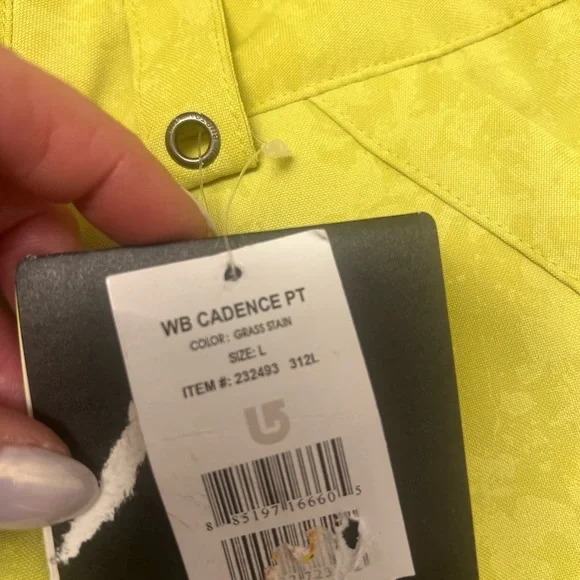 WB CADENCE PT
COLOR: GRASS STAIN
SIZE: L
ITEM #: 232493 312L
8 85197 16660 5